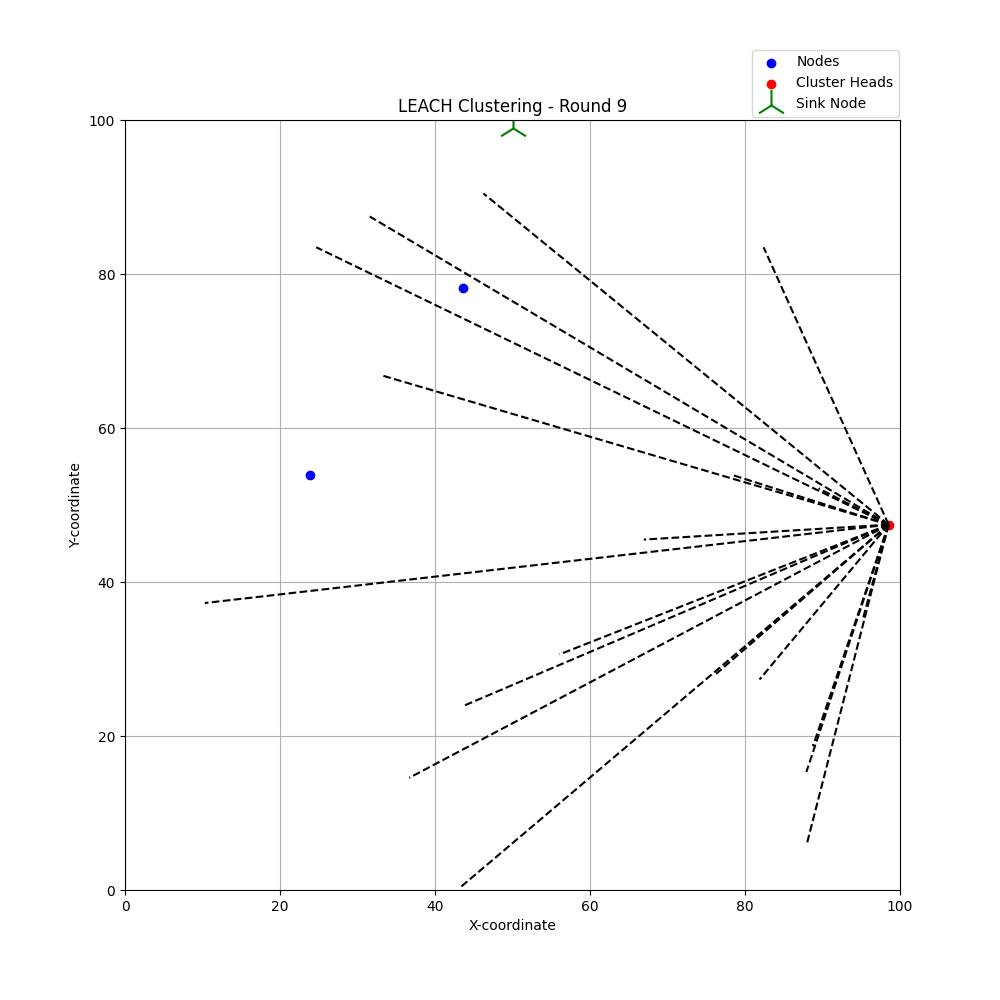 Nodes
Cluster Heads
Sink Node
LEACH Clustering - Round 9
100
80
60
40
20
0
Y-coordinate
0 20 40 60 80 100
X-coordinate